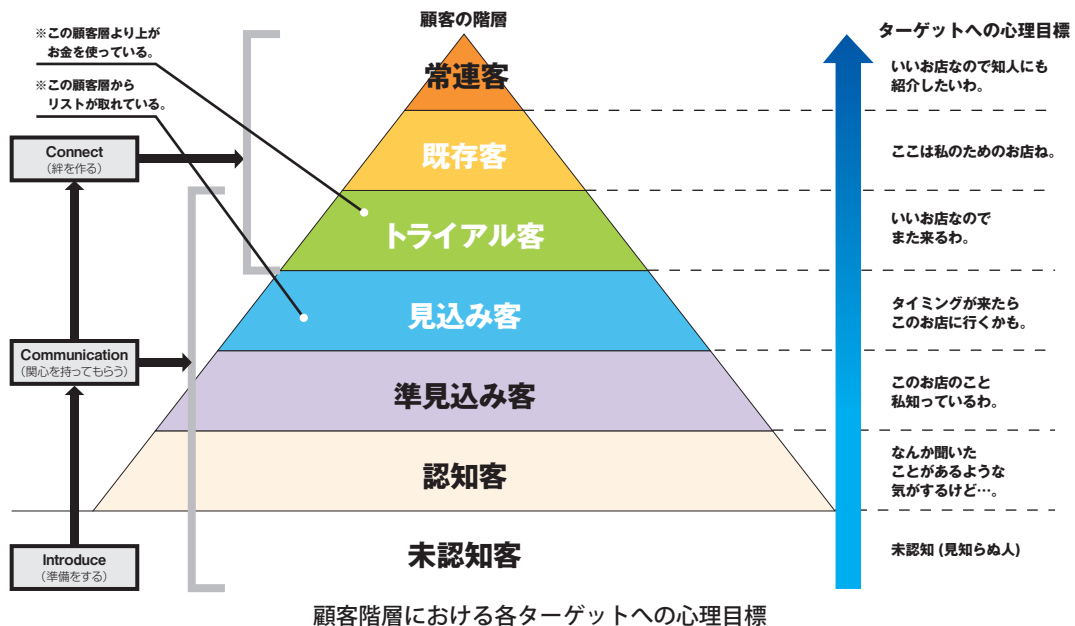 顧客の階層
ターゲットへの心理目標
※この顧客層より上が
お金を使っている。
※この顧客層から
リストが取れている。
常連客
いいお店なので知人にも
紹介したいわ。
Connect
（絆を作る）
既存客
ここは私のためのお店ね。
トライアル客
いいお店なので
また来るわ。
見込み客
タイミングが来たら
このお店に行くかも。
Communication
（関心を持ってもらう）
準見込み客
このお店のこと
私知っているわ。
認知客
なんか聞いた
ことがあるような
気がするけど…。
Introduce
（準備をする）
未認知客
未認知 (見知らぬ人)
顧客階層における各ターゲットへの心理目標